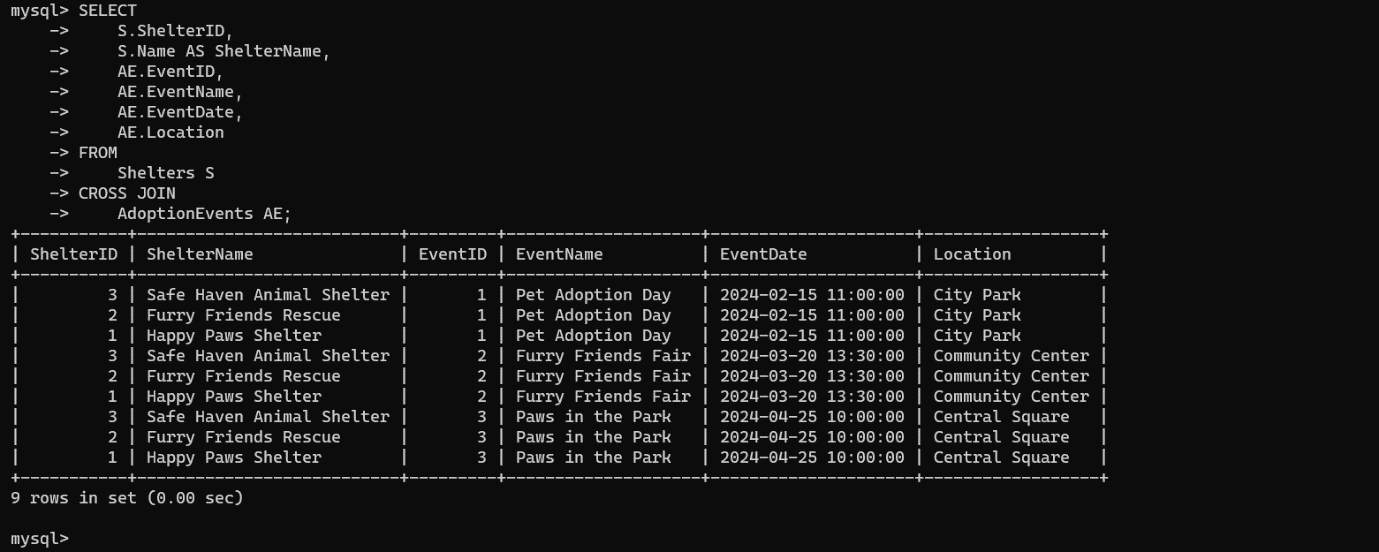 mysql> SELECT
    ->     S.ShelterID,
    ->     S.Name AS ShelterName,
    ->     AE.EventID,
    ->     AE.EventName,
    ->     AE.EventDate,
    ->     AE.Location
    -> FROM
    ->     Shelters S
    -> CROSS JOIN
    ->     AdoptionEvents AE;
+-----------+---------------------------+---------+--------------------+---------------------+------------------+
| ShelterID | ShelterName               | EventID | EventName          | EventDate           | Location         |
+-----------+---------------------------+---------+--------------------+---------------------+------------------+
|         3 | Safe Haven Animal Shelter |       1 | Pet Adoption Day   | 2024-02-15 11:00:00 | City Park        |
|         2 | Furry Friends Rescue      |       1 | Pet Adoption Day   | 2024-02-15 11:00:00 | City Park        |
|         1 | Happy Paws Shelter        |       1 | Pet Adoption Day   | 2024-02-15 11:00:00 | City Park        |
|         3 | Safe Haven Animal Shelter |       2 | Furry Friends Fair | 2024-03-20 13:30:00 | Community Center |
|         2 | Furry Friends Rescue      |       2 | Furry Friends Fair | 2024-03-20 13:30:00 | Community Center |
|         1 | Happy Paws Shelter        |       2 | Furry Friends Fair | 2024-03-20 13:30:00 | Community Center |
|         3 | Safe Haven Animal Shelter |       3 | Paws in the Park   | 2024-04-25 10:00:00 | Central Square   |
|         2 | Furry Friends Rescue      |       3 | Paws in the Park   | 2024-04-25 10:00:00 | Central Square   |
|         1 | Happy Paws Shelter        |       3 | Paws in the Park   | 2024-04-25 10:00:00 | Central Square   |
+-----------+---------------------------+---------+--------------------+---------------------+------------------+
9 rows in set (0.00 sec)

mysql>